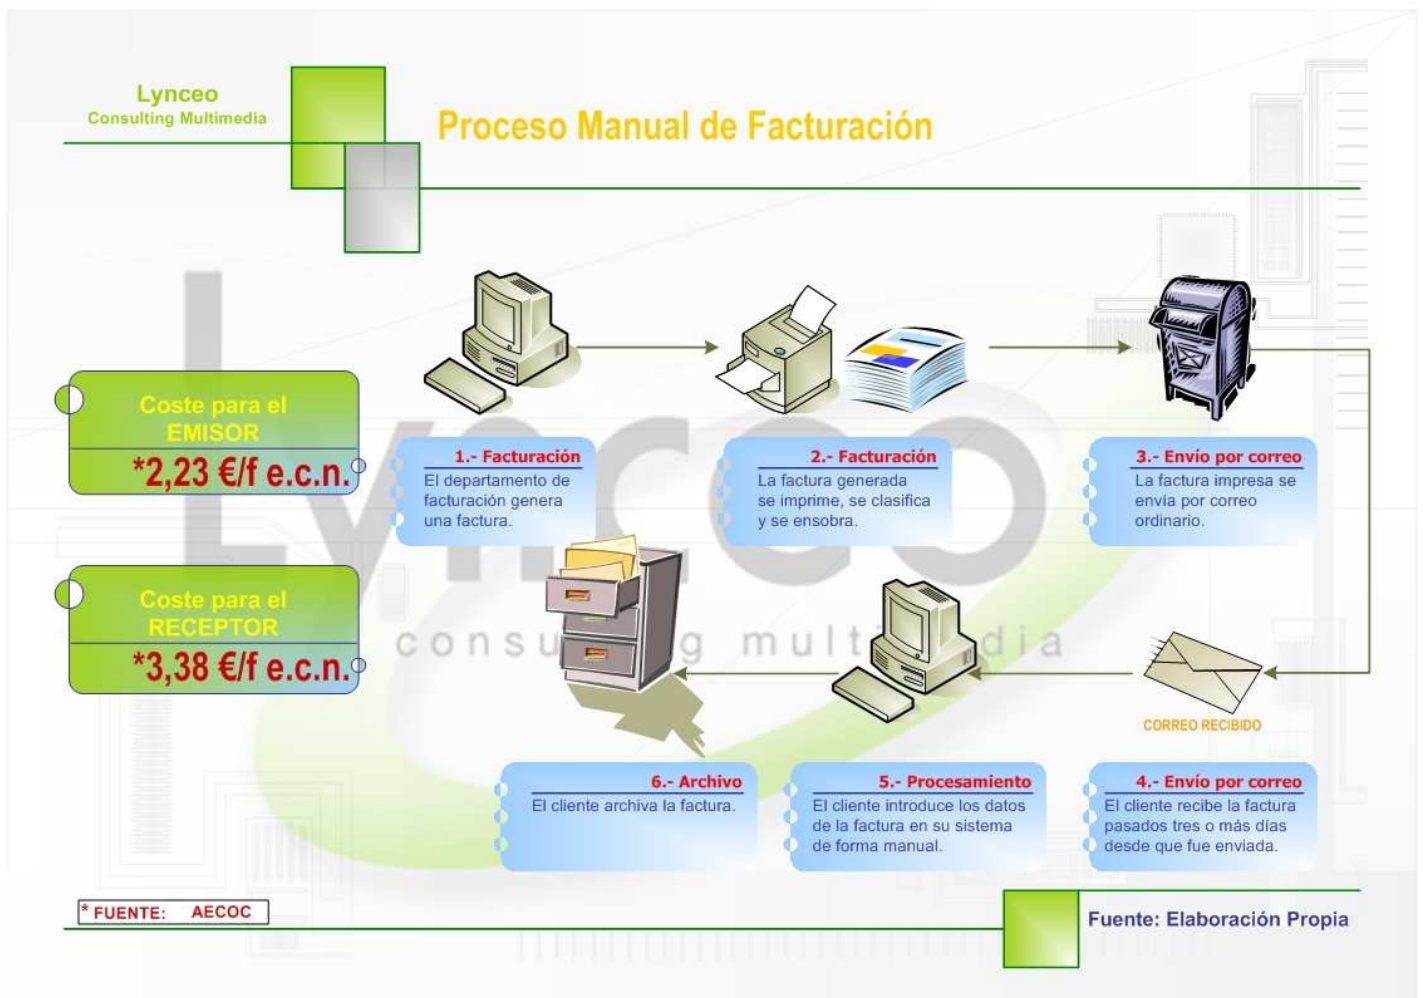 Lynceo
Consulting Multimedia
Proceso Manual de Facturación
Coste para el
EMISOR
*2,23 €/f e.c.n.
Coste para el
RECEPTOR
*3,38 €/f e.c.n.
1.- Facturación
El departamento de
facturación genera
una factura.
2.- Facturación
La factura generada
se imprime, se clasifica
y se ensobra.
3.- Envío por correo
La factura impresa se
envía por correo
ordinario.
Lynceo
consulting multimedia
CORREO RECIBIDO
6.- Archivo
El cliente archiva la factura.
5.- Procesamiento
El cliente introduce los datos
de la factura en su sistema
de forma manual.
4.- Envío por correo
El cliente recibe la factura
pasados tres o más días
desde que fue enviada.
* FUENTE: AECOC
Fuente: Elaboración Propia